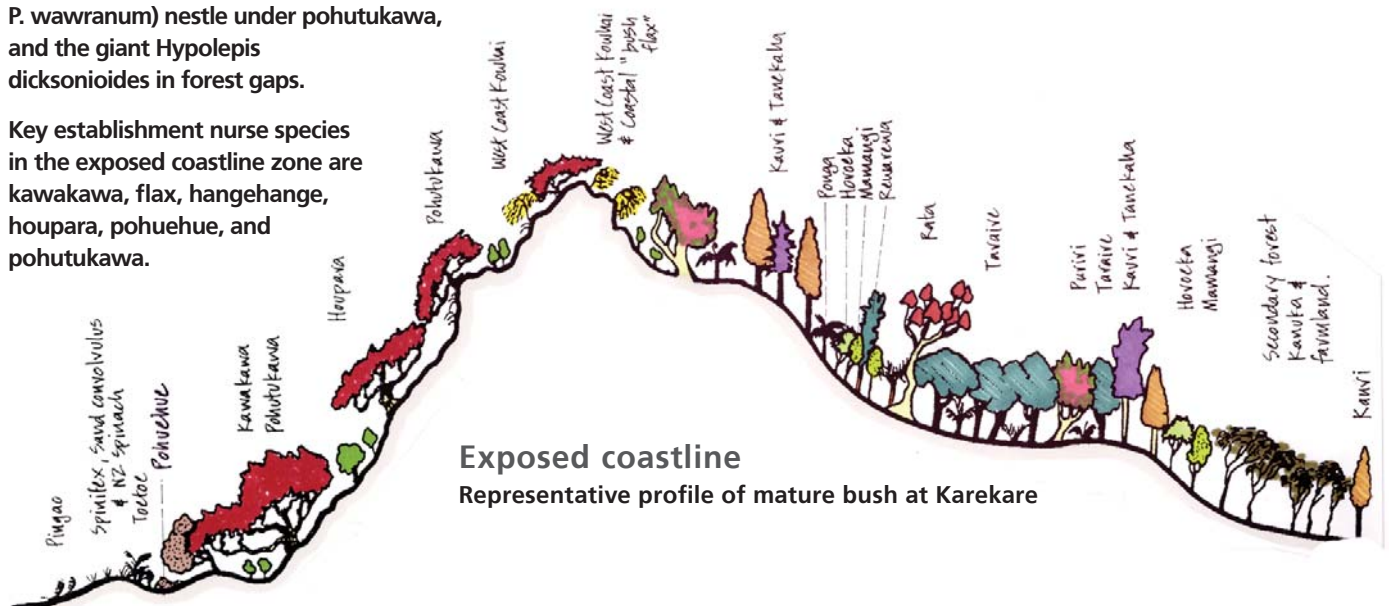 P. wawranum) nestle under pohutukawa,
and the giant Hypolepis
dicksonioides in forest gaps.
Key establishment nurse species
in the exposed coastline zone are
kawakawa, flax, hangehange,
houpara, pohuehue, and
pohutukawa.
Pingao
Spinifex, sand convolvulus
& NZ Spinach
Toetoe
Pohuehue
Kawakawa
Pohutukawa
Houpara
Pohutukawa
West Coast Kowhai
West Coast Kowhai
& Coastal "bush
flax"
Kauri & Tanekaha
Ponga
Horoeka
Mamangi
Rewarewa
Rata
Taraire
Puriri
Taraire
Kauri & Tanekaha
Horoeka
Mamangi
Secondary forest
Kanuka &
farmland.
Kauri
Exposed coastline
Representative profile of mature bush at Karekare